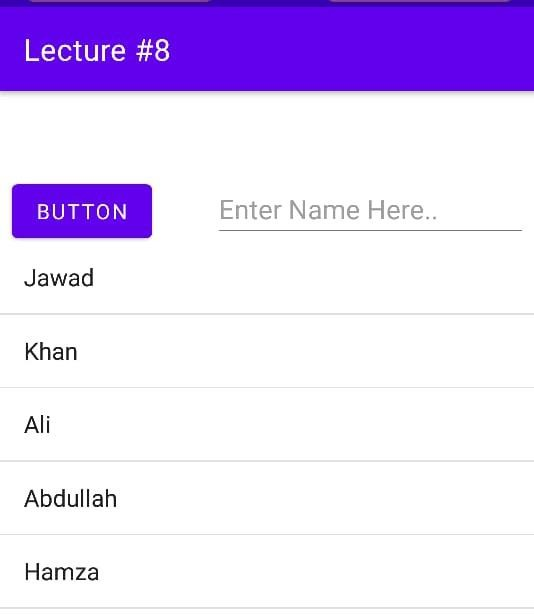 Lecture #8
BUTTON Enter Name Here..
Jawad
Khan
Ali
Abdullah
Hamza